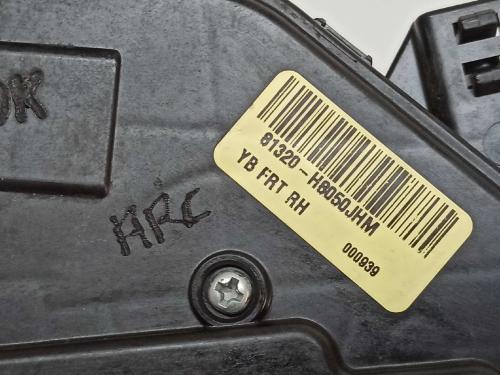 OK
81320-H8050JHM
YB FRT RH
000939
ARC